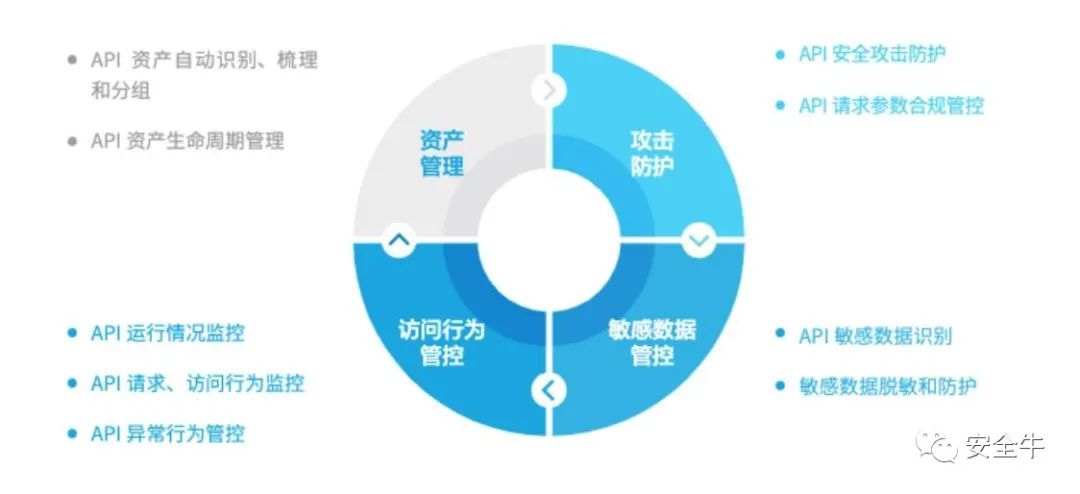 API 资产自动识别、梳理
和分组
API 资产生命周期管理
资产
管理
攻击
防护
API 安全攻击防护
API 请求参数合规管控
访问行为
管控
敏感数据
管控
API 运行情况监控
API 请求、访问行为监控
API 异常行为管控
API 敏感数据识别
敏感数据脱敏和防护
安全牛